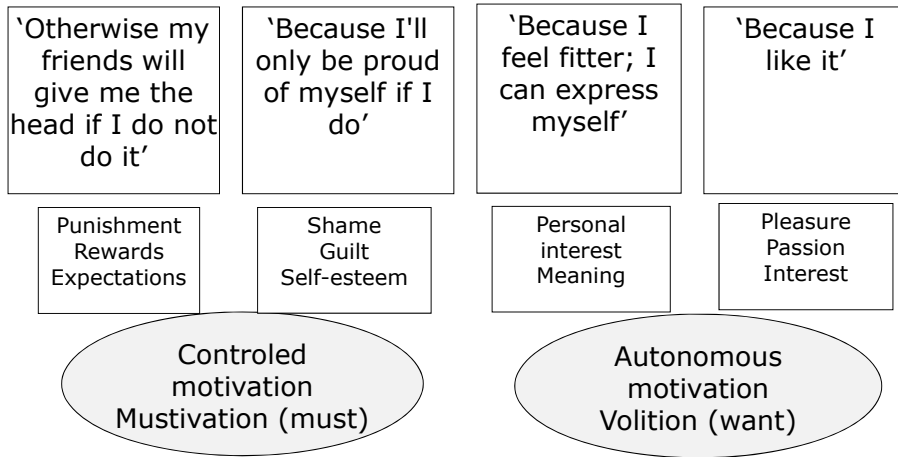 ‘Otherwise my
friends will
give me the
head if I do not
do it’
‘Because I'll
only be proud
of myself if I
do’
‘Because I
feel fitter; I
can express
myself’
‘Because I
like it’
Punishment
Rewards
Expectations
Shame
Guilt
Self-esteem
Personal
interest
Meaning
Pleasure
Passion
Interest
Controled
motivation
Mustivation (must)
Autonomous
motivation
Volition (want)